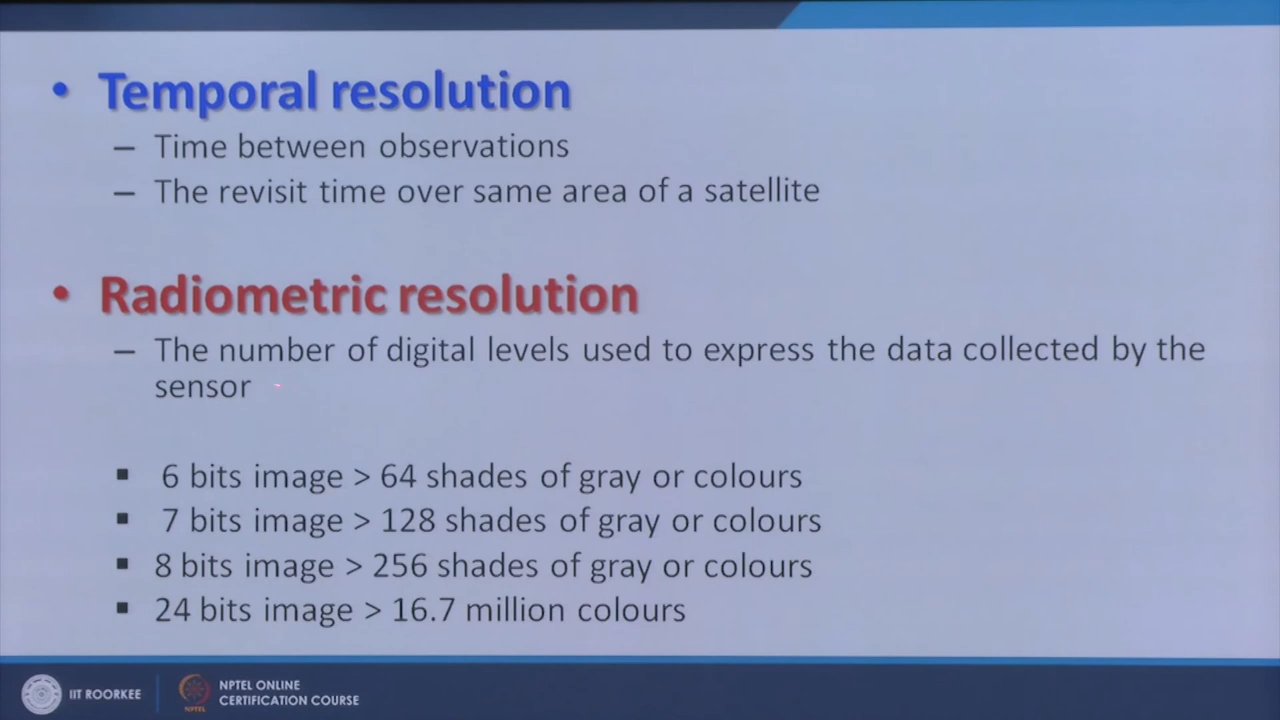 • Temporal resolution
– Time between observations
– The revisit time over same area of a satellite
• Radiometric resolution
– The number of digital levels used to express the data collected by the
sensor
▪ 6 bits image > 64 shades of gray or colours
▪ 7 bits image > 128 shades of gray or colours
▪ 8 bits image > 256 shades of gray or colours
▪ 24 bits image > 16.7 million colours
IIT ROORKEE
NPTEL
NPTEL ONLINE
CERTIFICATION COURSE